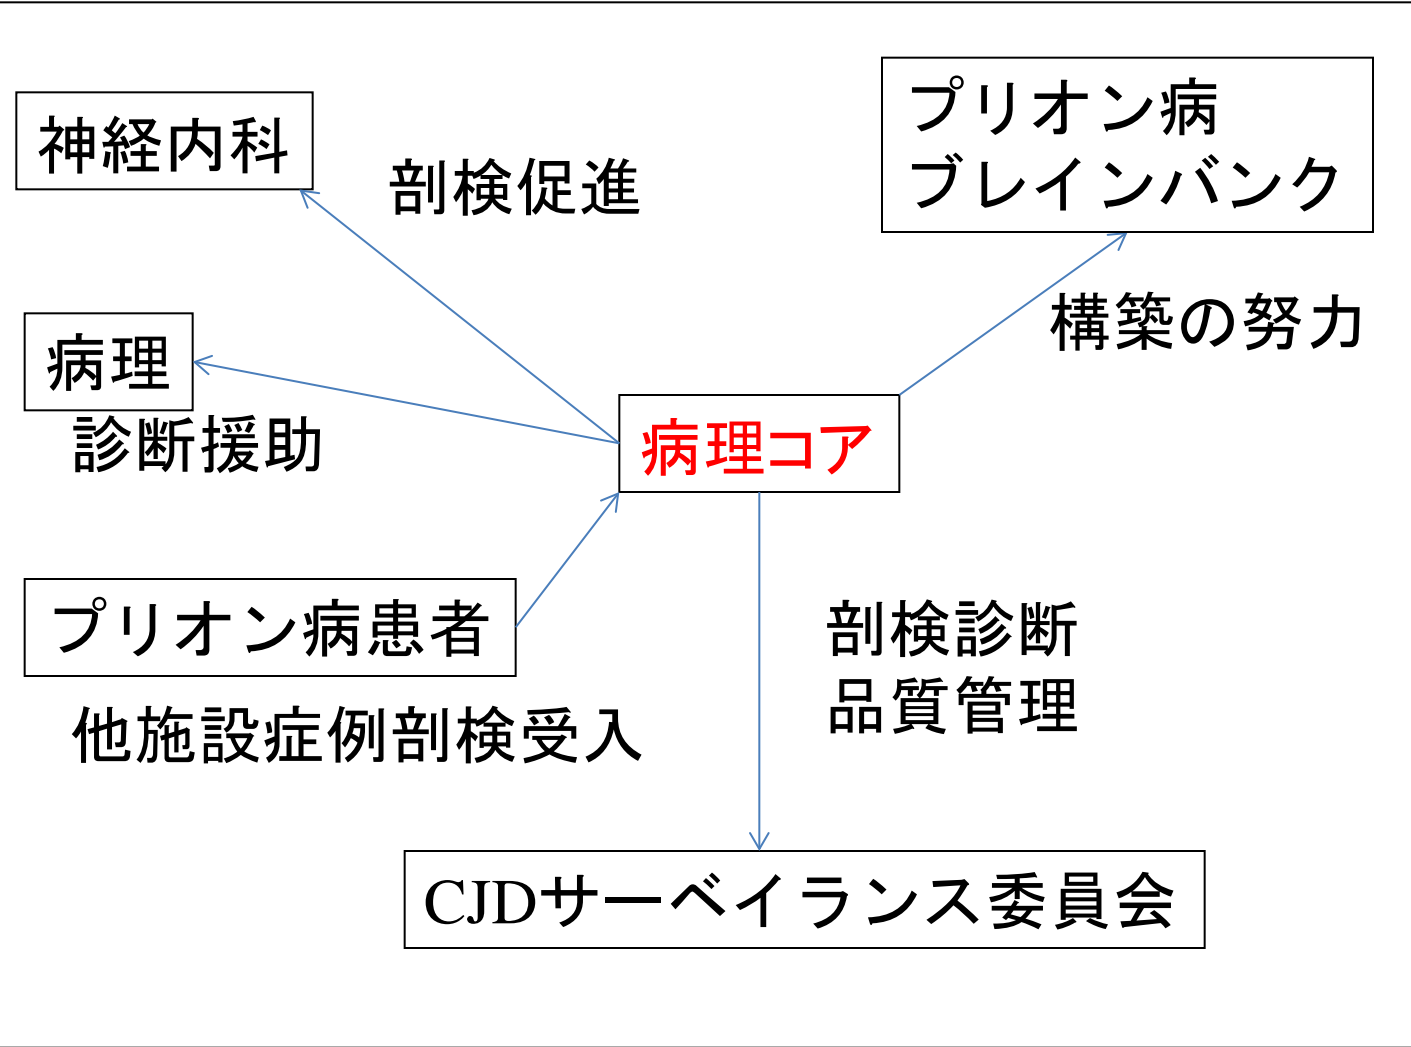 神経内科
剖検促進
プリオン病
ブレインバンク
構築の努力
病理
診断援助
病理コア
プリオン病患者
他施設症例剖検受入
剖検診断
品質管理
CJDサーベイランス委員会